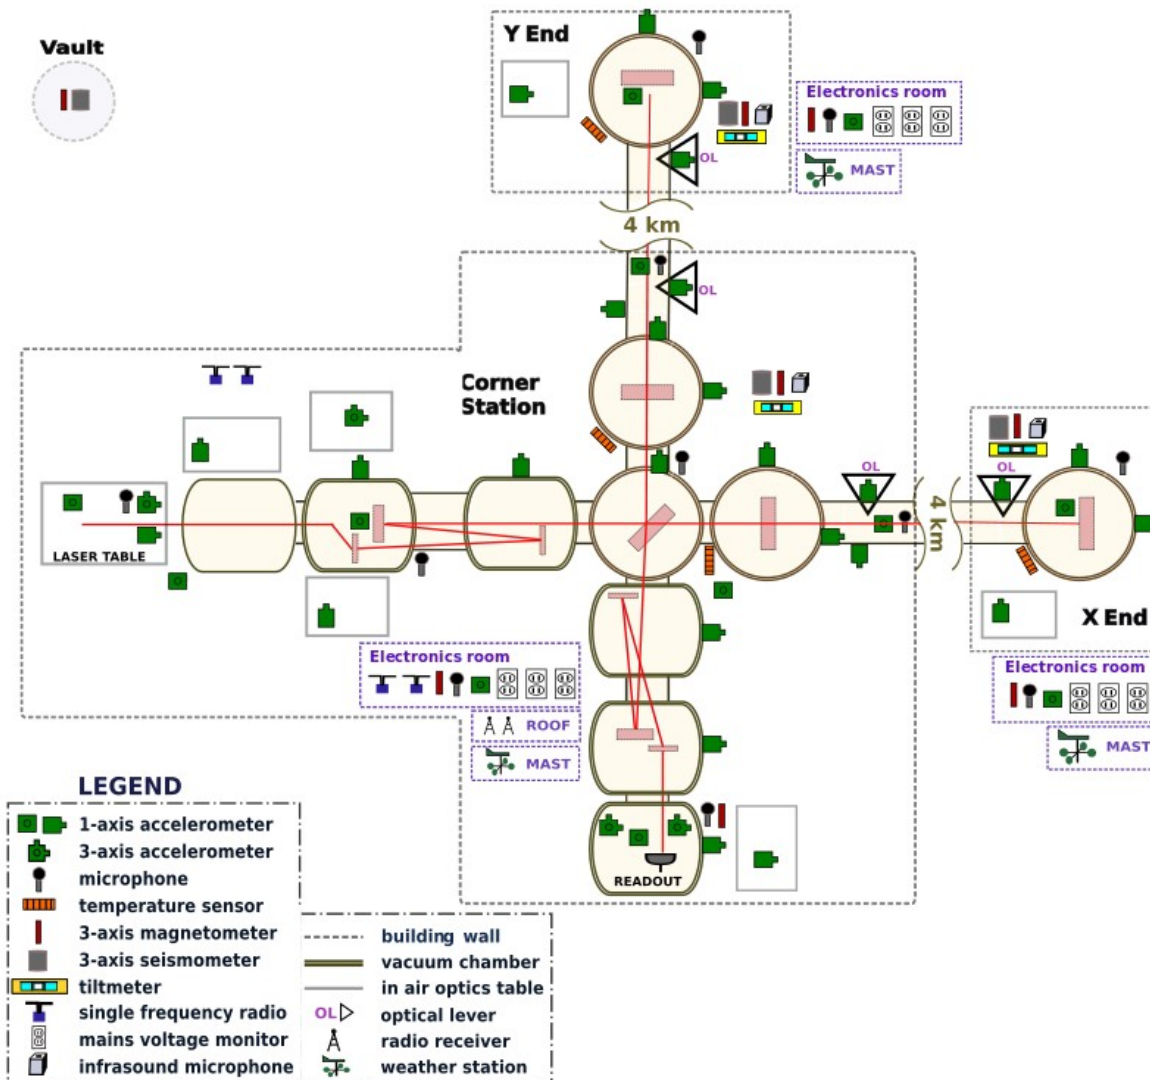 Vault
Y End
Electronics room
MAST
OL
4 km
OL
Corner
Station
OL
4 km
OL
LASER TABLE
X End
Electronics room
ROOF
MAST
Electronics room
MAST
READOUT
LEGEND
1-axis accelerometer
3-axis accelerometer
microphone
temperature sensor
3-axis magnetometer
3-axis seismometer
tiltmeter
single frequency radio
mains voltage monitor
infrasound microphone
building wall
vacuum chamber
in air optics table
OL optical lever
radio receiver
weather station